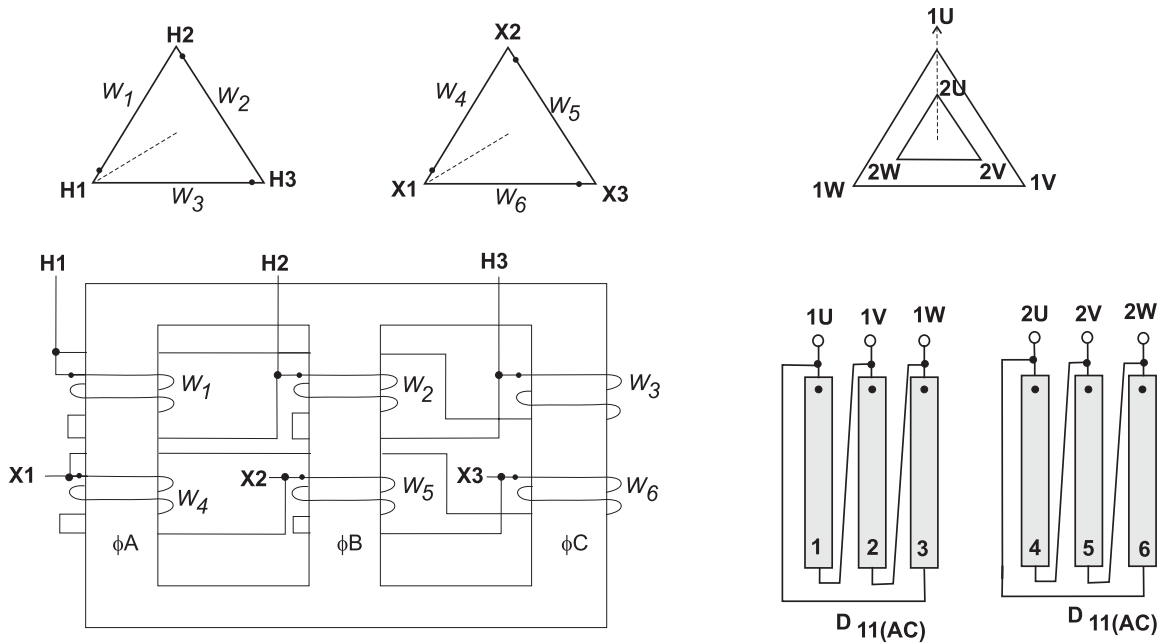 H2
W1
W2
H1
W3
H3
X2
W4
W5
X1
W6
X3
1U
2U
2W
2V
1W
1V
H1
H2
H3
W1
W2
W3
X1
X2
X3
W4
W5
W6
ϕA
ϕB
ϕC
1U 1V 1W
1 2 3
D 11(AC)
2U 2V 2W
4 5 6
D 11(AC)